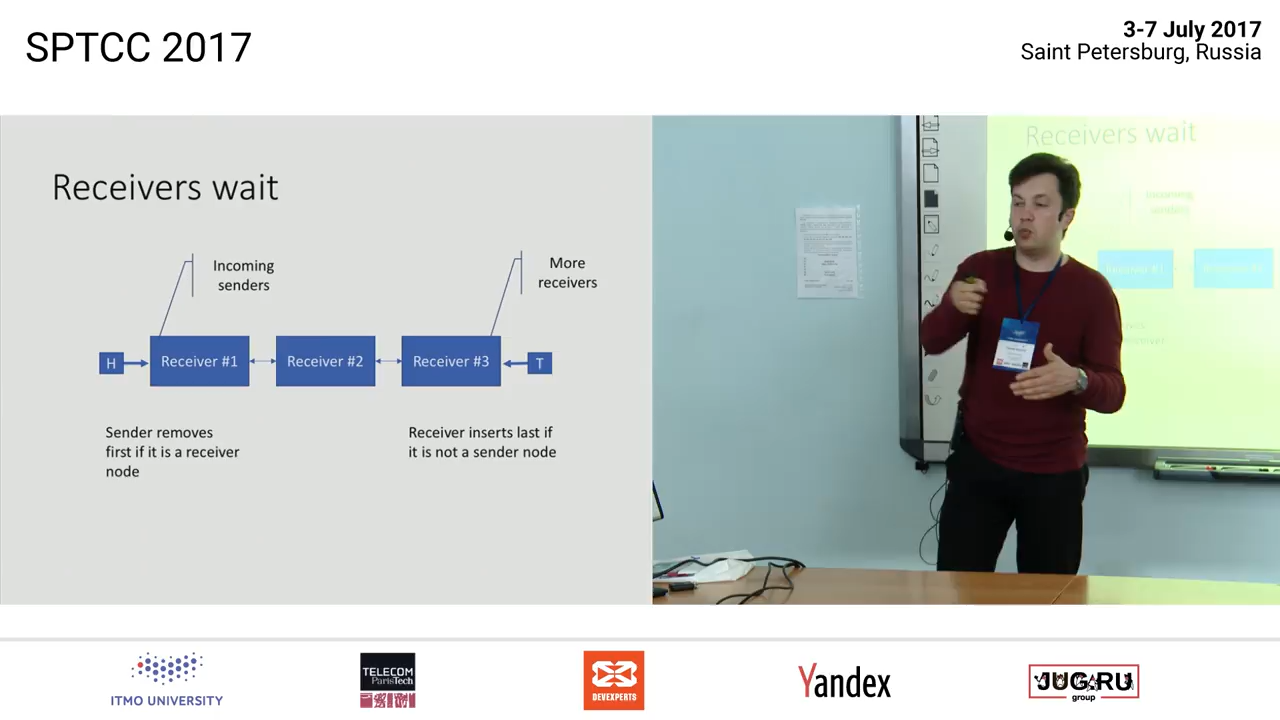 SPTCC 2017
3-7 July 2017
Saint Petersburg, Russia
Receivers wait
Incoming
senders
More
receivers
H
Receiver #1
Receiver #2
Receiver #3
T
Sender removes
first if it is a receiver
node
Receiver inserts last if
it is not a sender node
Receivers wait
Incoming
senders
ITMO UNIVERSITY
TELECOM
ParisTech
DEVEXPERTS
Yandex
JUG.RU
group